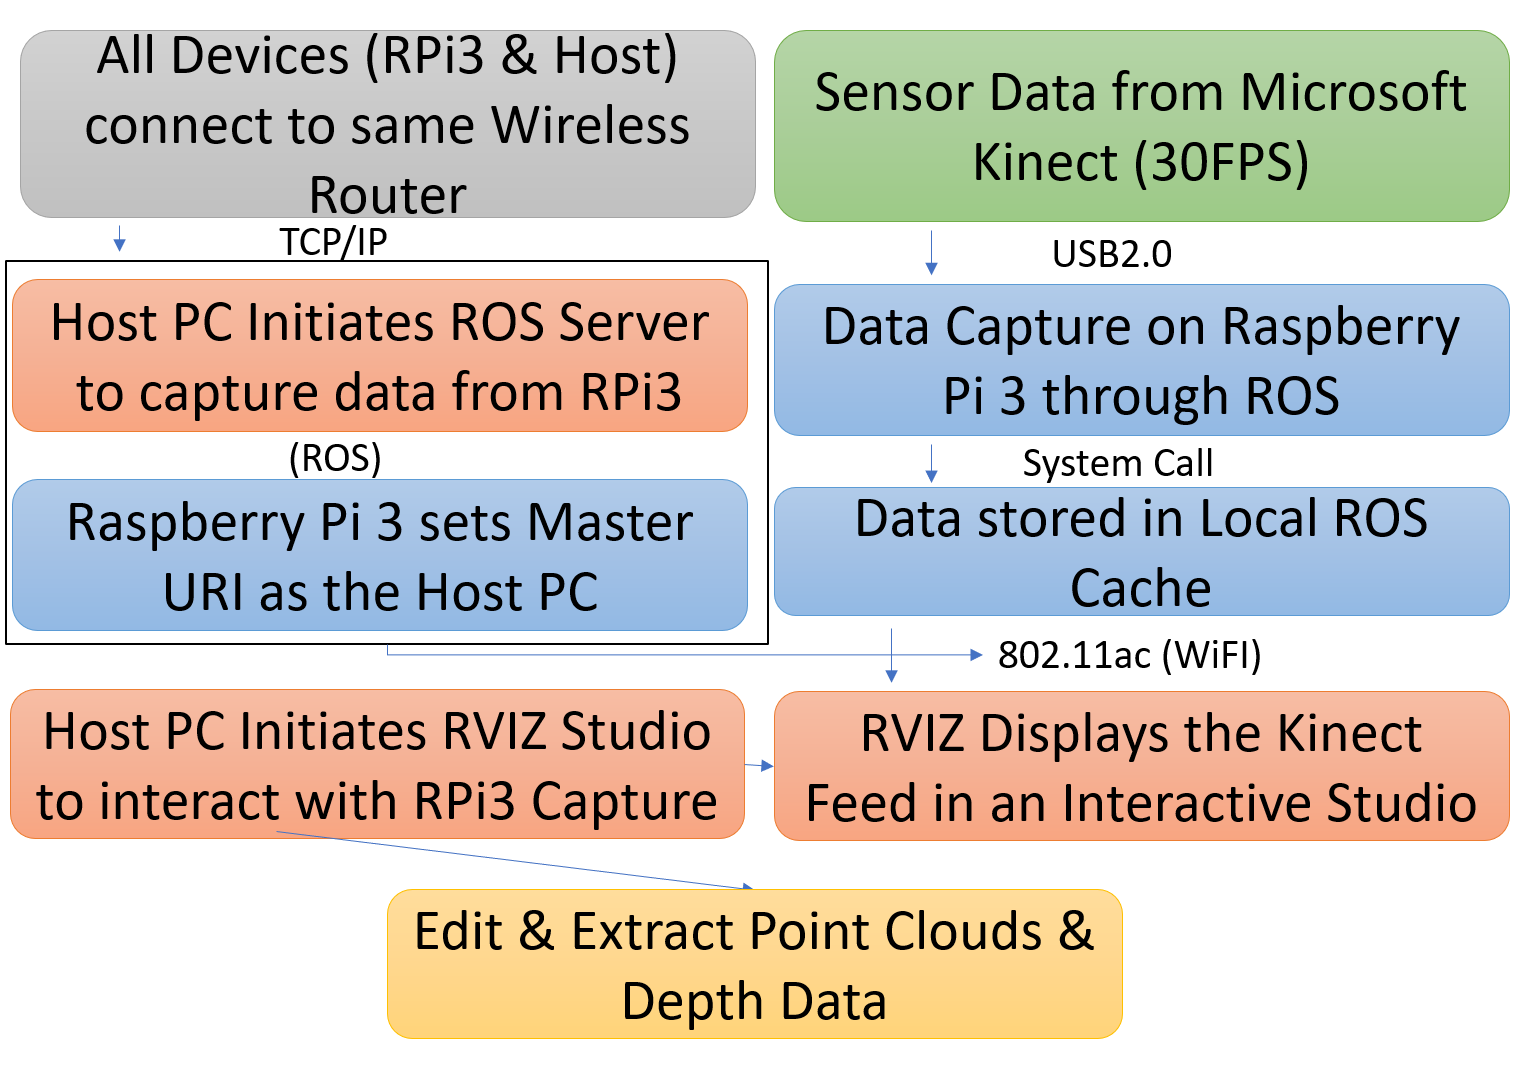 All Devices (RPi3 & Host)
connect to same Wireless
Router
TCP/IP
Host PC Initiates ROS Server
to capture data from RPi3
(ROS)
Raspberry Pi 3 sets Master
URI as the Host PC
Sensor Data from Microsoft
Kinect (30FPS)
USB2.0
Data Capture on Raspberry
Pi 3 through ROS
System Call
Data stored in Local ROS
Cache
802.11ac (WiFI)
Host PC Initiates RVIZ Studio
to interact with RPi3 Capture
RVIZ Displays the Kinect
Feed in an Interactive Studio
Edit & Extract Point Clouds &
Depth Data